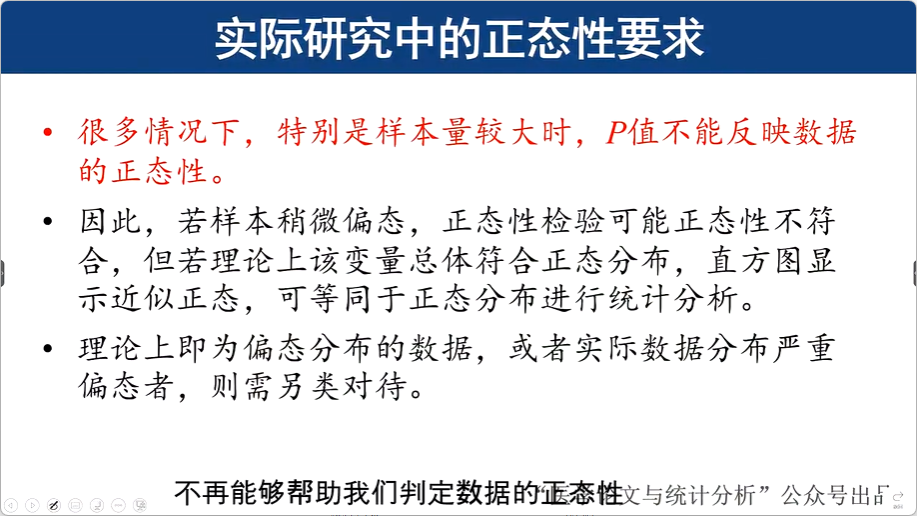 实际研究中的正态性要求
• 很多情况下，特别是样本量较大时，P值不能反映数据
的正态性。
• 因此，若样本稍微偏态，正态性检验可能正态性不符
合，但若理论上该变量总体符合正态分布，直方图显
示近似正态，可等同于正态分布进行统计分析。
• 理论上即为偏态分布的数据，或者实际数据分布严重
偏态者，则需另类对待。
不再能够帮助我们判定数据的正态性
文与统计分析”公众号出品